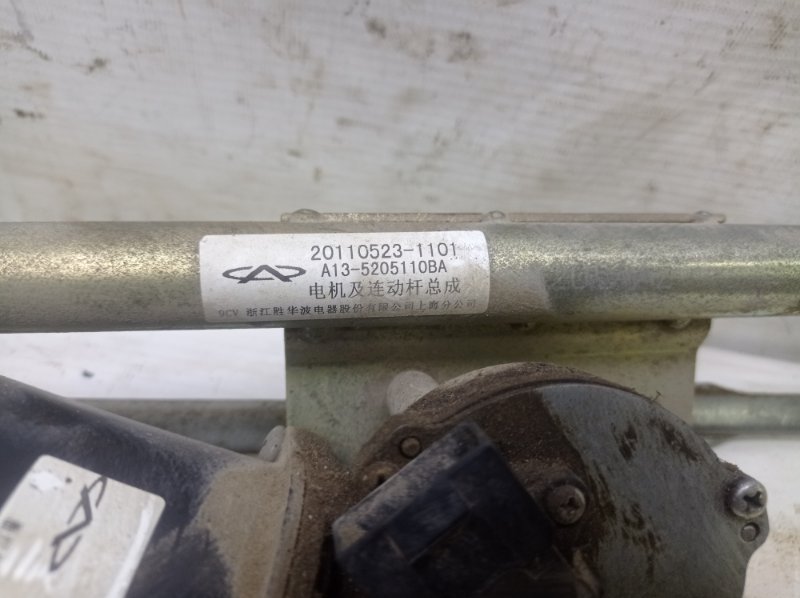 20110523-1101
A13-5205110BA
电机及连动杆总成
9CV 浙江胜华波电器股份有限公司上海分公司